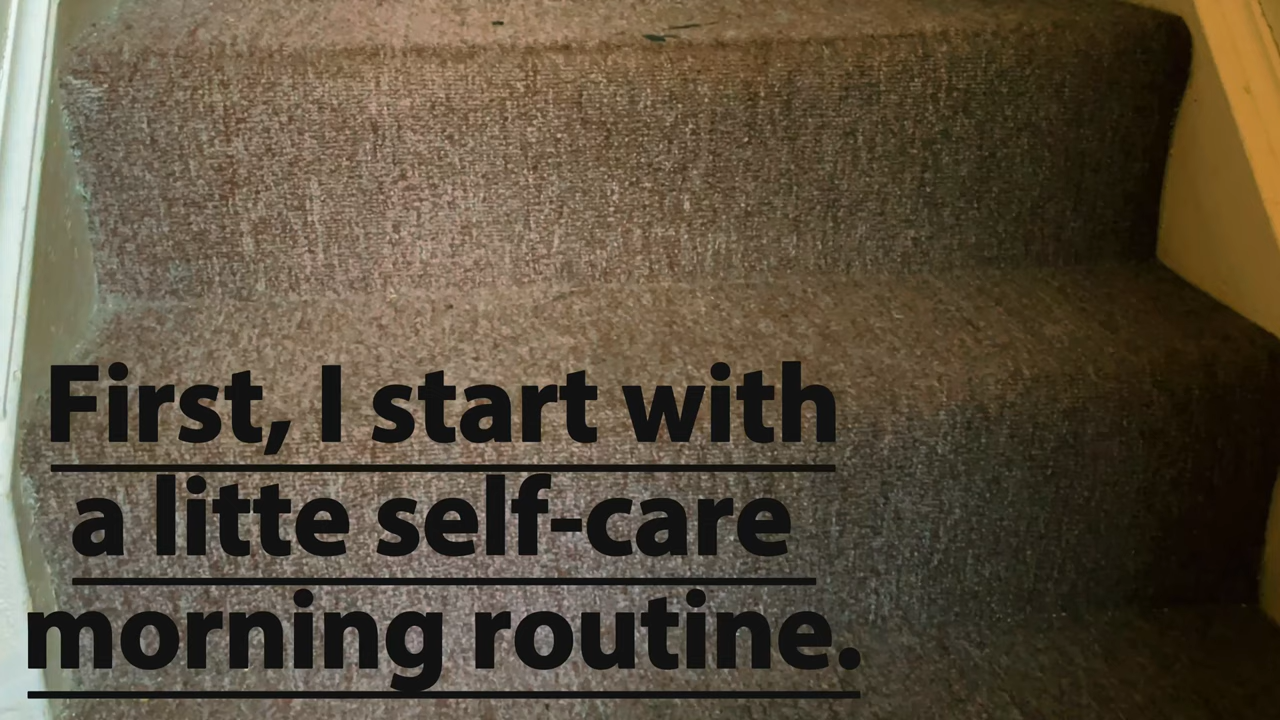 First, I start with
a litte self-care
morning routine.